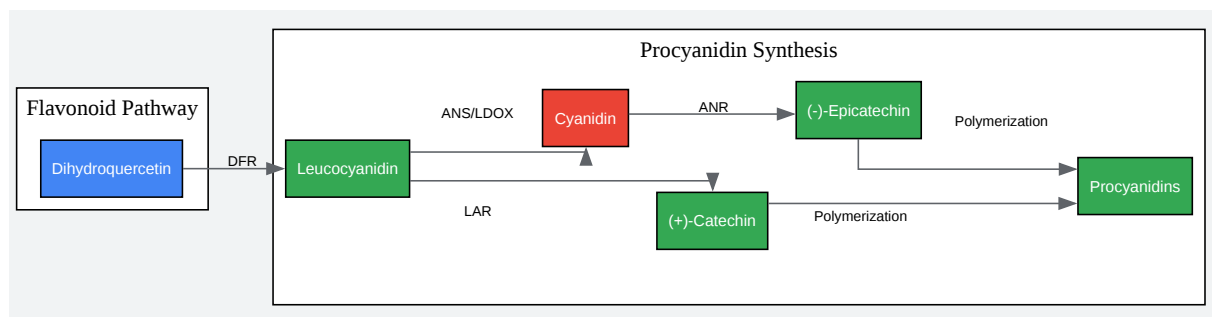 Procyanidin Synthesis
Flavonoid Pathway
Dihydroquercetin
DFR
Leucocyanidin
ANS/LDOX
Cyanidin
ANR
(-)-Epicatechin
Polymerization
LAR
(+)-Catechin
Polymerization
Procyanidins